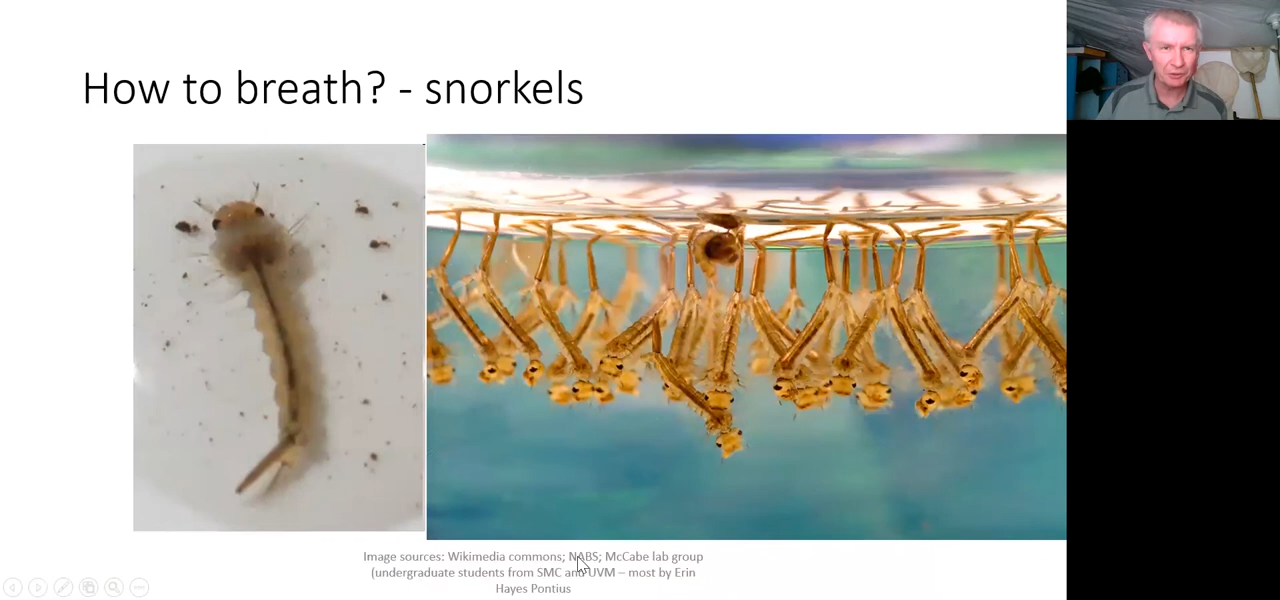 How to breath? - snorkels
Image sources: Wikimedia commons; NABS; McCabe lab group
(undergraduate students from SMC and UVM – most by Erin
Hayes Pontius